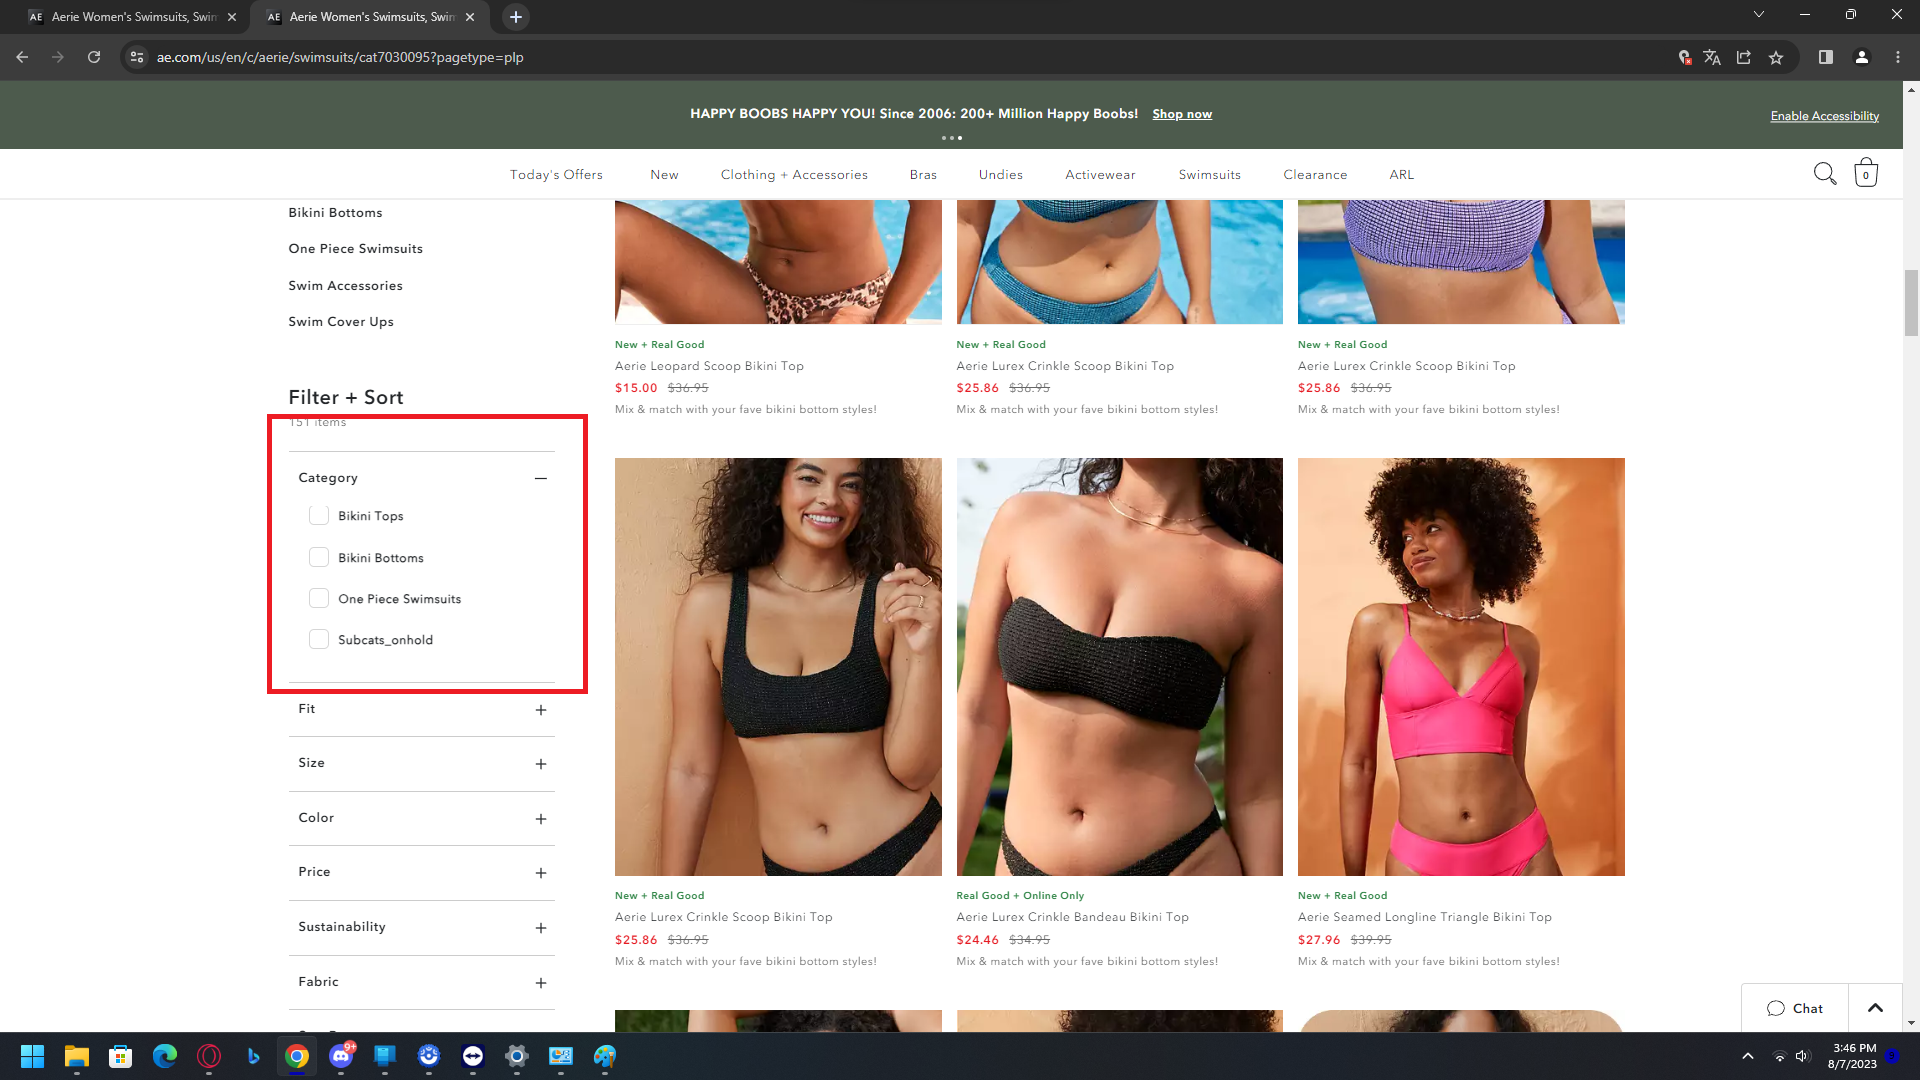 AE Aerie Women's Swimsuits, Swim
AE Aerie Women's Swimsuits, Swim
ae.com/us/en/c/aerie/swimsuits/cat7030095?pagetype=plp
HAPPY BOOBS HAPPY YOU! Since 2006: 200+ Million Happy Boobs! Shop now
Enable Accessibility
Today's Offers New Clothing + Accessories Bras Undies Activewear Swimsuits Clearance ARL
0
Bikini Bottoms
One Piece Swimsuits
Swim Accessories
Swim Cover Ups
Filter + Sort
151 items
Category
Bikini Tops
Bikini Bottoms
One Piece Swimsuits
Subcats_onhold
Fit
Size
Color
Price
Sustainability
Fabric
New + Real Good
Aerie Leopard Scoop Bikini Top
$15.00 $36.95
Mix & match with your fave bikini bottom styles!
New + Real Good
Aerie Lurex Crinkle Scoop Bikini Top
$25.86 $36.95
Mix & match with your fave bikini bottom styles!
New + Real Good
Aerie Lurex Crinkle Scoop Bikini Top
$25.86 $36.95
Mix & match with your fave bikini bottom styles!
New + Real Good
Aerie Lurex Crinkle Scoop Bikini Top
$25.86 $36.95
Mix & match with your fave bikini bottom styles!
Real Good + Online Only
Aerie Lurex Crinkle Bandeau Bikini Top
$24.46 $34.95
Mix & match with your fave bikini bottom styles!
New + Real Good
Aerie Seamed Longline Triangle Bikini Top
$27.96 $39.95
Mix & match with your fave bikini bottom styles!
Chat
9+
3:46 PM
8/7/2023